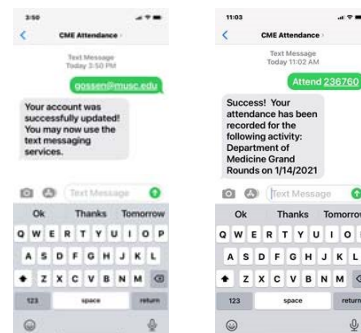 3:50
CME Attendance
Text Message
Today 3:50 PM
gossen@musc.edu
Your account was
successfully updated!
You may now use the
text messaging
services.
Text Message
Ok Thanks Tomorrow
Q W E R T Y U I O P
A S D F G H J K L
Z X C V B N M
123 space return
11:03
CME Attendance
Text Message
Today 11:02 AM
Attend 236760
Success! Your
attendance has been
recorded for the
following activity:
Department of
Medicine Grand
Rounds on 1/14/2021
Text Message
Ok Thanks Tomorro
Q W E R T Y U I O
A S D F G H J K L
Z X C V B N M
123 space return